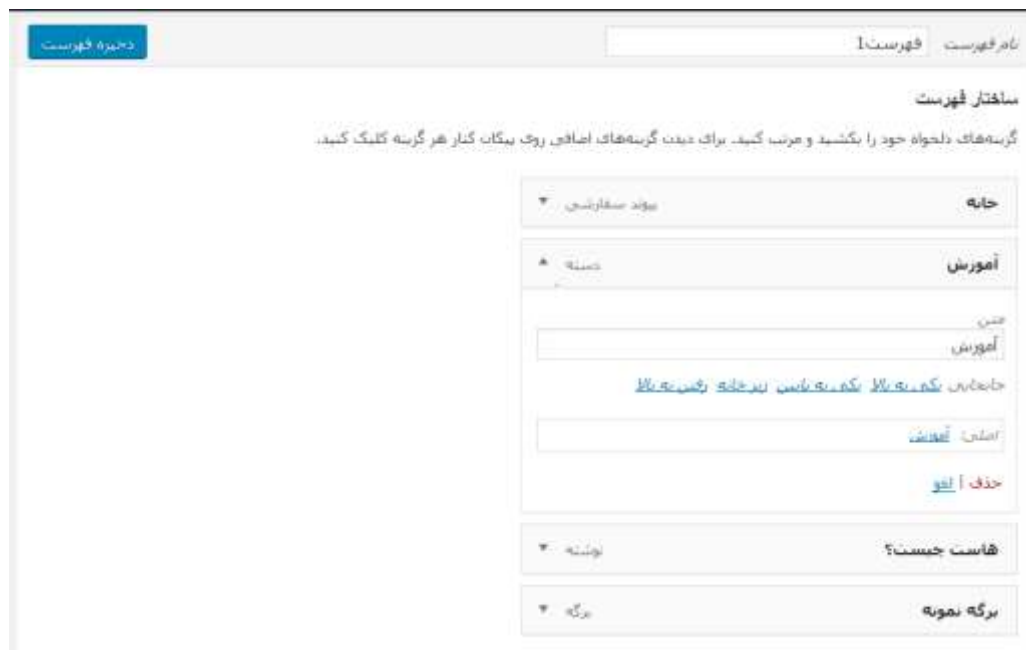 نام فهرست فهرست1 ذخیره فهرست
ساختار فهرست
گزینه‌های دلخواه خود را بکشید و مرتب کنید. برای دیدن گزینه‌های اضافی روی پیکان کنار هر گزینه کلیک کنید.
خانه پیوند سفارشی
آموزش دسته
متن
آموزش
جابجایی یکی به بالا یکی به پایین زیر خانه رفتن به بالا
اصلی: آموزش
حذف | لغو
هاست چیست؟ نوشته
برگه نمونه برگه